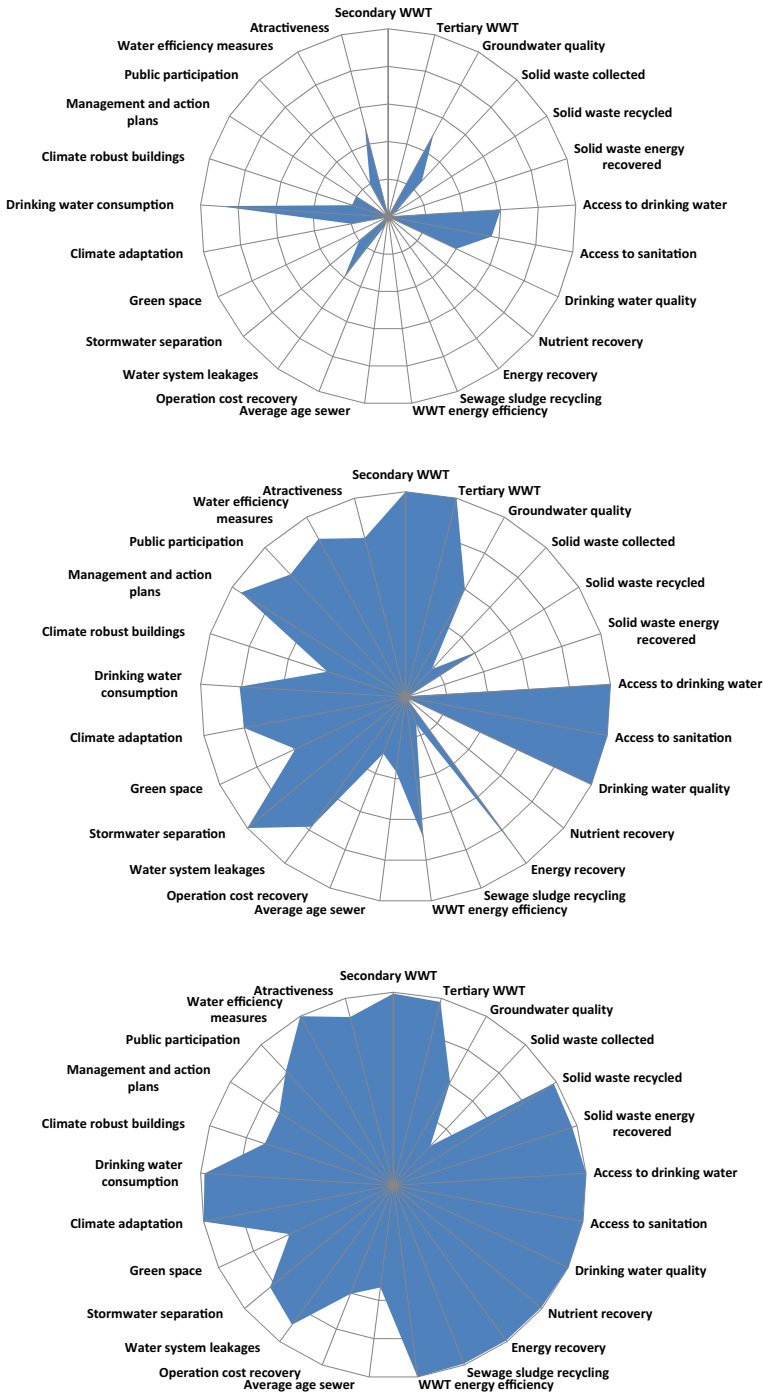 Secondary WWT
Tertiary WWT
Groundwater quality
Solid waste collected
Solid waste recycled
Solid waste energy
recovered
Access to drinking water
Access to sanitation
Drinking water quality
Nutrient recovery
Energy recovery
Sewage sludge recycling
WWT energy efficiency
Average age sewer
Operation cost recovery
Water system leakages
Stormwater separation
Green space
Climate adaptation
Drinking water consumption
Climate robust buildings
Management and action
plans
Public participation
Water efficiency measures
Atractiveness
Secondary WWT
Tertiary WWT
Groundwater quality
Solid waste collected
Solid waste recycled
Solid waste energy
recovered
Access to drinking water
Access to sanitation
Drinking water quality
Nutrient recovery
Energy recovery
Sewage sludge recycling
WWT energy efficiency
Average age sewer
Operation cost recovery
Water system leakages
Stormwater separation
Green space
Climate adaptation
Drinking water
consumption
Climate robust buildings
Management and action
plans
Public participation
Water efficiency
measures
Atractiveness
Secondary WWT
Tertiary WWT
Groundwater quality
Solid waste collected
Solid waste recycled
Solid waste energy
recovered
Access to drinking water
Access to sanitation
Drinking water quality
Nutrient recovery
Energy recovery
Sewage sludge recycling
WWT energy efficiency
Average age sewer
Operation cost recovery
Water system leakages
Stormwater separation
Green space
Climate adaptation
Drinking water
consumption
Climate robust buildings
Management and action
plans
Public participation
Water efficiency
measures
Atractiveness